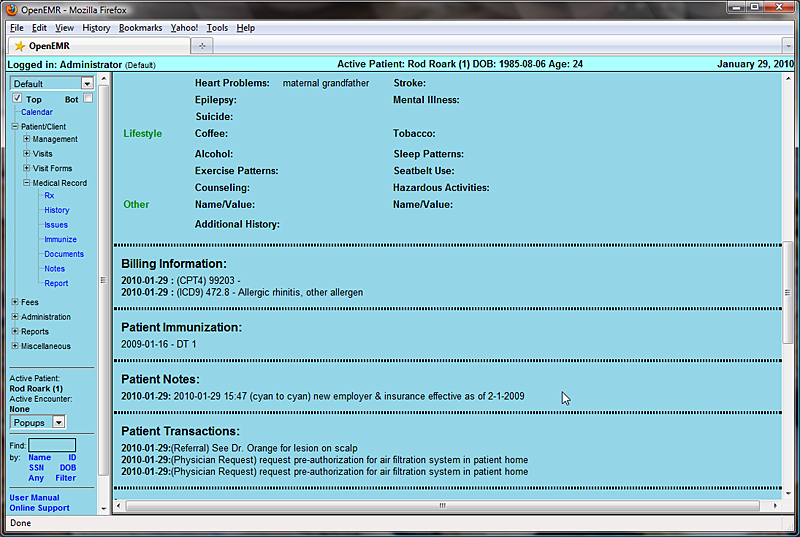 OpenEMR - Mozilla Firefox
File Edit View History Bookmarks Yahoo! Tools Help
OpenEMR
Logged in: Administrator (Default) Active Patient: Rod Roark (1) DOB: 1985-08-06 Age: 24 January 29, 2010
Default
Top Bot
Calendar
Patient/Client
Management
Visits
Visit Forms
Medical Record
Rx
History
Issues
Immunize
Documents
Notes
Report
Fees
Administration
Reports
Miscellaneous
Active Patient:
Rod Roark (1)
Active Encounter:
None
Popups
Find:
by: Name ID
SSN DOB
Any Filter
User Manual
Online Support
Heart Problems: maternal grandfather Stroke:
Epilepsy: Mental Illness:
Suicide:
Lifestyle Coffee: Tobacco:
Alcohol: Sleep Patterns:
Exercise Patterns: Seatbelt Use:
Counseling: Hazardous Activities:
Other Name/Value: Name/Value:
Additional History:
Billing Information:
2010-01-29 : (CPT4) 99203 -
2010-01-29 : (ICD9) 472.8 - Allergic rhinitis, other allergen
Patient Immunization:
2009-01-16 - DT 1
Patient Notes:
2010-01-29: 2010-01-29 15:47 (cyan to cyan) new employer & insurance effective as of 2-1-2009
Patient Transactions:
2010-01-29:(Referral) See Dr. Orange for lesion on scalp
2010-01-29:(Physician Request) request pre-authorization for air filtration system in patient home
2010-01-29:(Physician Request) request pre-authorization for air filtration system in patient home
Done